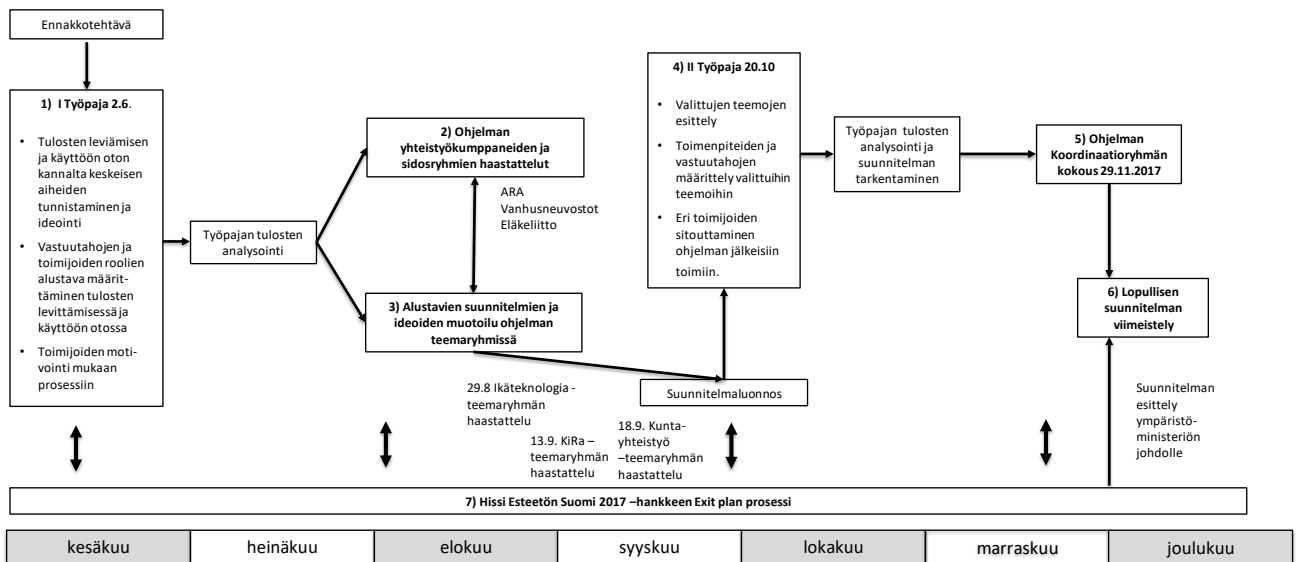 Ennakkotehtävä
1) I Työpaja 2.6.
• Tulosten leviämisen
ja käyttöön oton
kannalta keskeisen
aiheiden
tunnistaminen ja
ideointi
• Vastuutahojen ja
toimijoiden roolien
alustava määrit-
täminen tulosten
levittämisessä ja
käyttöön otossa
• Toimijoiden moti-
vointi mukaan
prosessiin
Työpajan tulosten
analysointi
2) Ohjelman
yhteistyökumppaneiden ja
sidosryhmien haastattelut
ARA
Vanhusneuvostot
Eläkeliitto
3) Alustavien suunnitelmien ja
ideoiden muotoilu ohjelman
teemaryhmissä
29.8 Ikäteknologia -
teemaryhmän
haastattelu
13.9. KiRa –
teemaryhmän
haastattelu
18.9. Kunta-
yhteistyö
–teemaryhmän
haastattelu
Suunnitelmaluonnos
4) II Työpaja 20.10
• Valittujen teemojen
esittely
• Toimenpiteiden ja
vastuutahojen
määrittely valittuihin
teemoihin
• Eri toimijoiden
sitouttaminen
ohjelman jälkeisiin
toimiin.
Työpajan tulosten
analysointi ja
suunnitelman
tarkentaminen
5) Ohjelman
Koordinaatioryhmän
kokous 29.11.2017
6) Lopullisen
suunnitelman
viimeistely
Suunnitelman
esittely
ympäristö-
ministeriön
johdolle
7) Hissi Esteetön Suomi 2017 –hankkeen Exit plan prosessi
kesäkuu heinäkuu elokuu syyskuu lokakuu marraskuu joulukuu